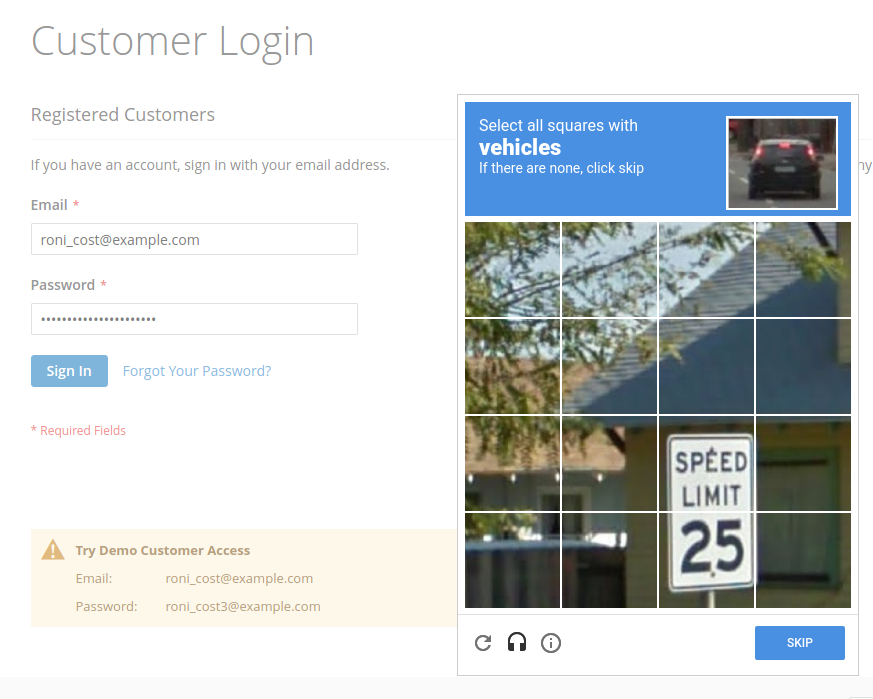 Customer Login
Registered Customers
If you have an account, sign in with your email address.
Email *
roni_cost@example.com
Password *
••••••••••••••••••••••
Sign In
Forgot Your Password?
* Required Fields
Try Demo Customer Access
Email: roni_cost@example.com
Password: roni_cost3@example.com
Select all squares with
vehicles
If there are none, click skip
SPEED
LIMIT
25
SKIP